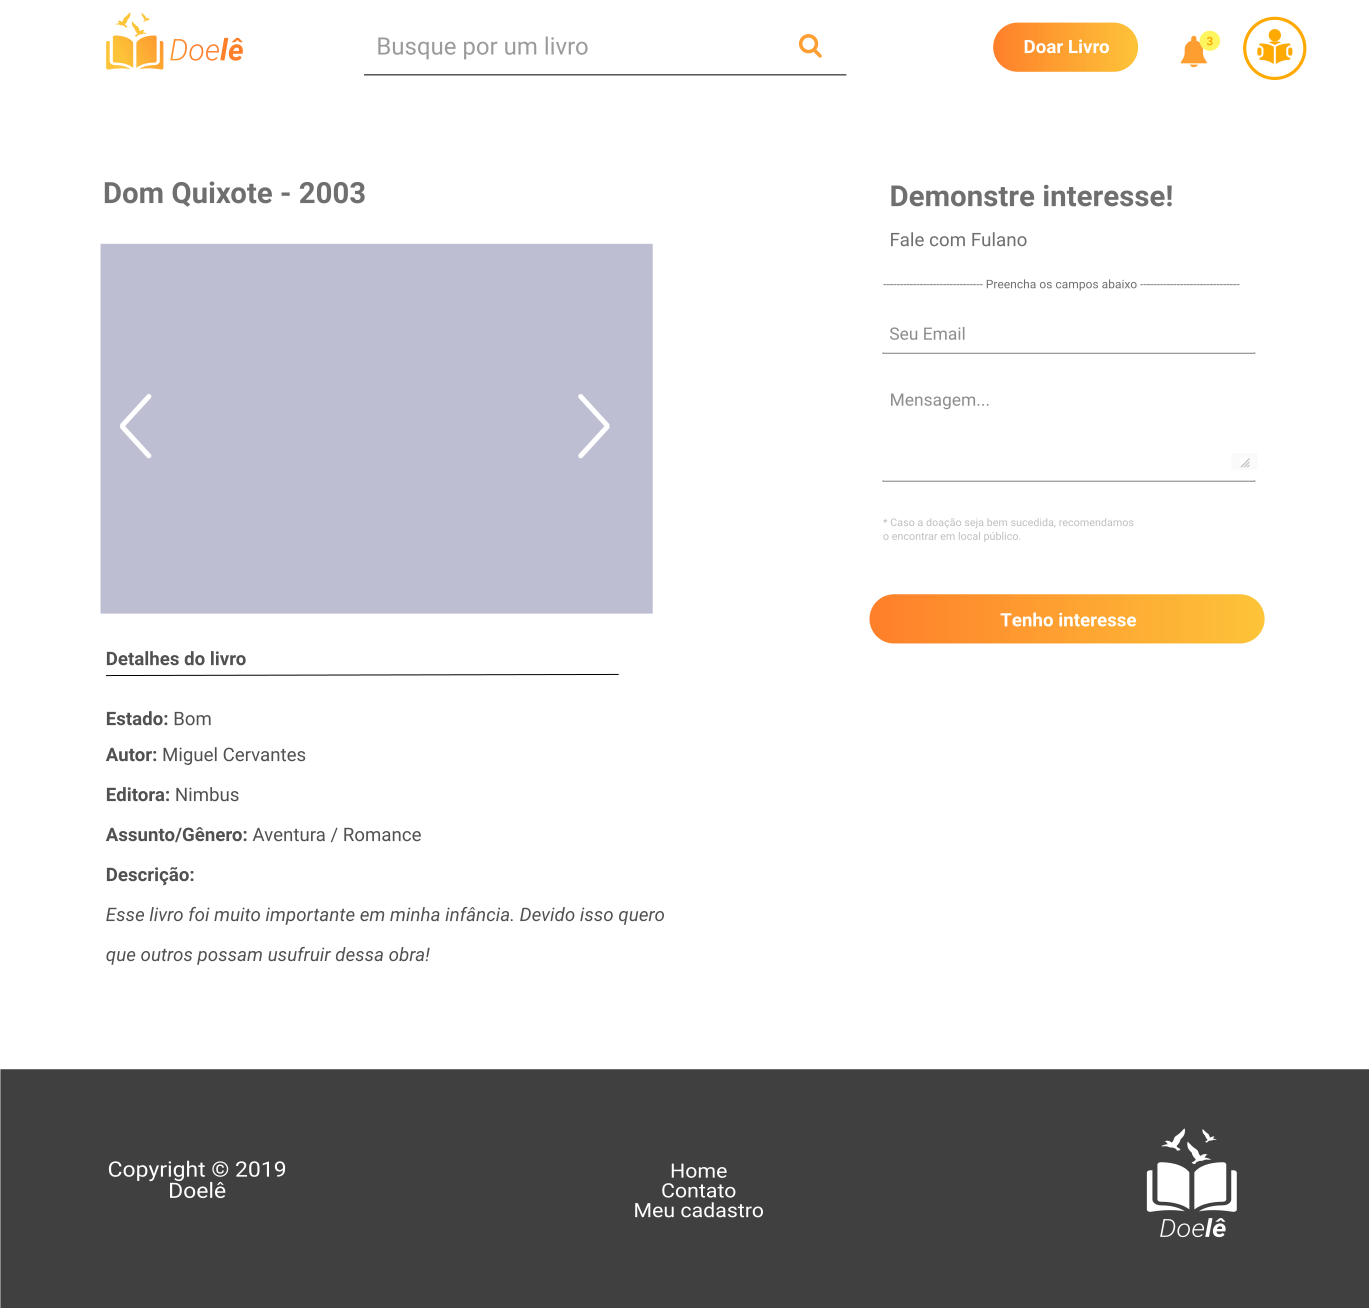 Doelê
Busque por um livro
Doar Livro
3
Dom Quixote - 2003
Demonstre interesse!
Fale com Fulano
------------------------------ Preencha os campos abaixo ------------------------------
Seu Email
Mensagem...
* Caso a doação seja bem sucedida, recomendamos
o encontrar em local público.
Tenho interesse
Detalhes do livro
Estado: Bom
Autor: Miguel Cervantes
Editora: Nimbus
Assunto/Gênero: Aventura / Romance
Descrição:
Esse livro foi muito importante em minha infância. Devido isso quero
que outros possam usufruir dessa obra!
Copyright © 2019
Doelê
Home
Contato
Meu cadastro
Doelê